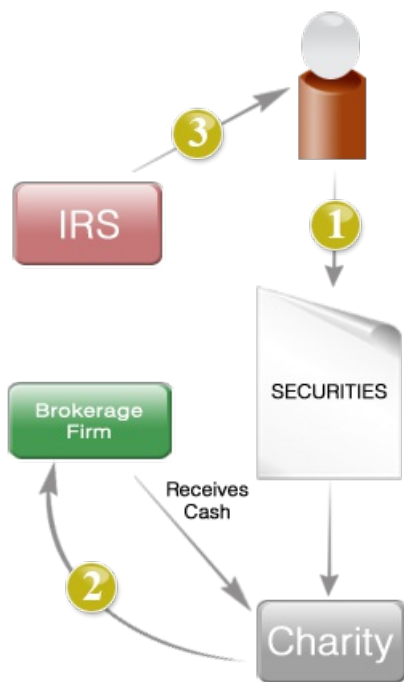 3
IRS
1
SECURITIES
Brokerage
Firm
Receives
Cash
2
Charity